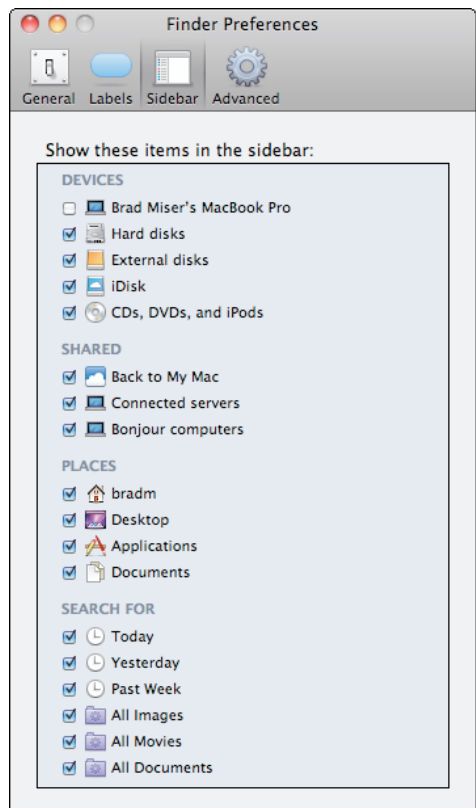 Finder Preferences
General Labels Sidebar Advanced
Show these items in the sidebar:
DEVICES
Brad Miser's MacBook Pro
Hard disks
External disks
iDisk
CDs, DVDs, and iPods
SHARED
Back to My Mac
Connected servers
Bonjour computers
PLACES
bradm
Desktop
Applications
Documents
SEARCH FOR
Today
Yesterday
Past Week
All Images
All Movies
All Documents